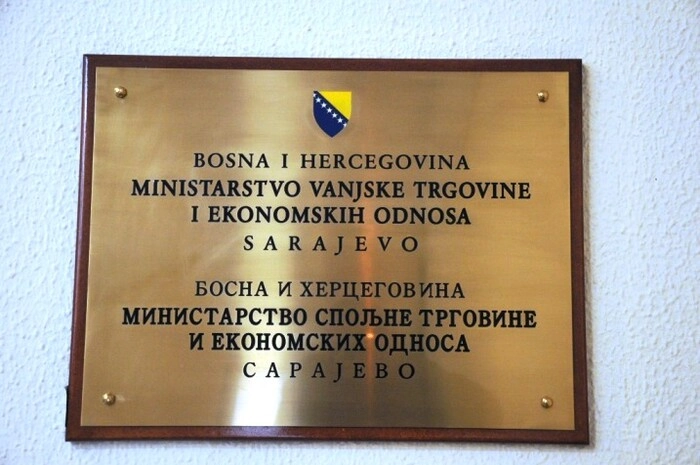 BOSNA I HERCEGOVINA
MINISTARSTVO VANJSKE TRGOVINE
I EKONOMSKIH ODNOSA
SARAJEVO
БОСНА И ХЕРЦЕГОВИНА
МИНИСТАРСТВО СПОЉНЕ ТРГОВИНЕ
И ЕКОНОМСКИХ ОДНОСА
САРАЈЕВО